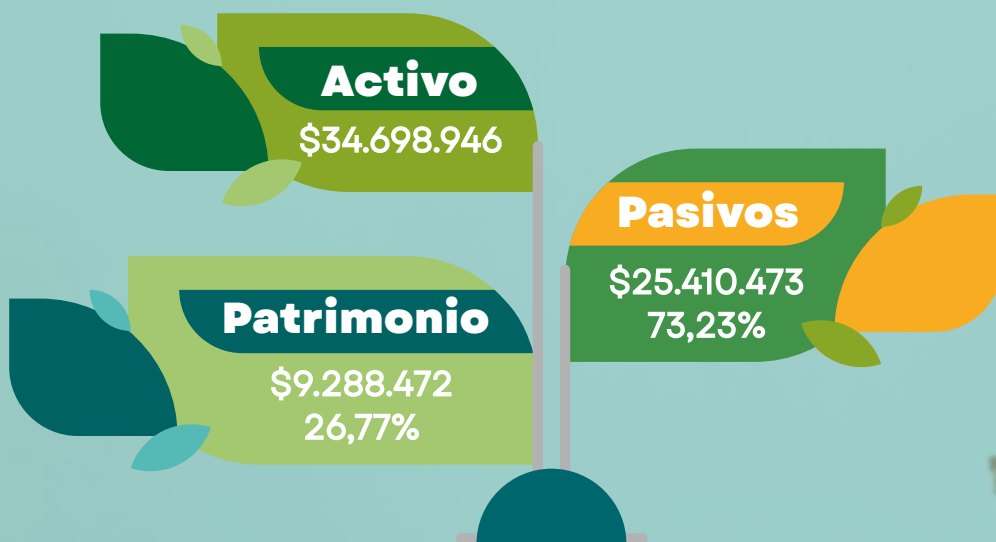 Activo
$34.698.946
Pasivos
$25.410.473
73,23%
Patrimonio
$9.288.472
26,77%